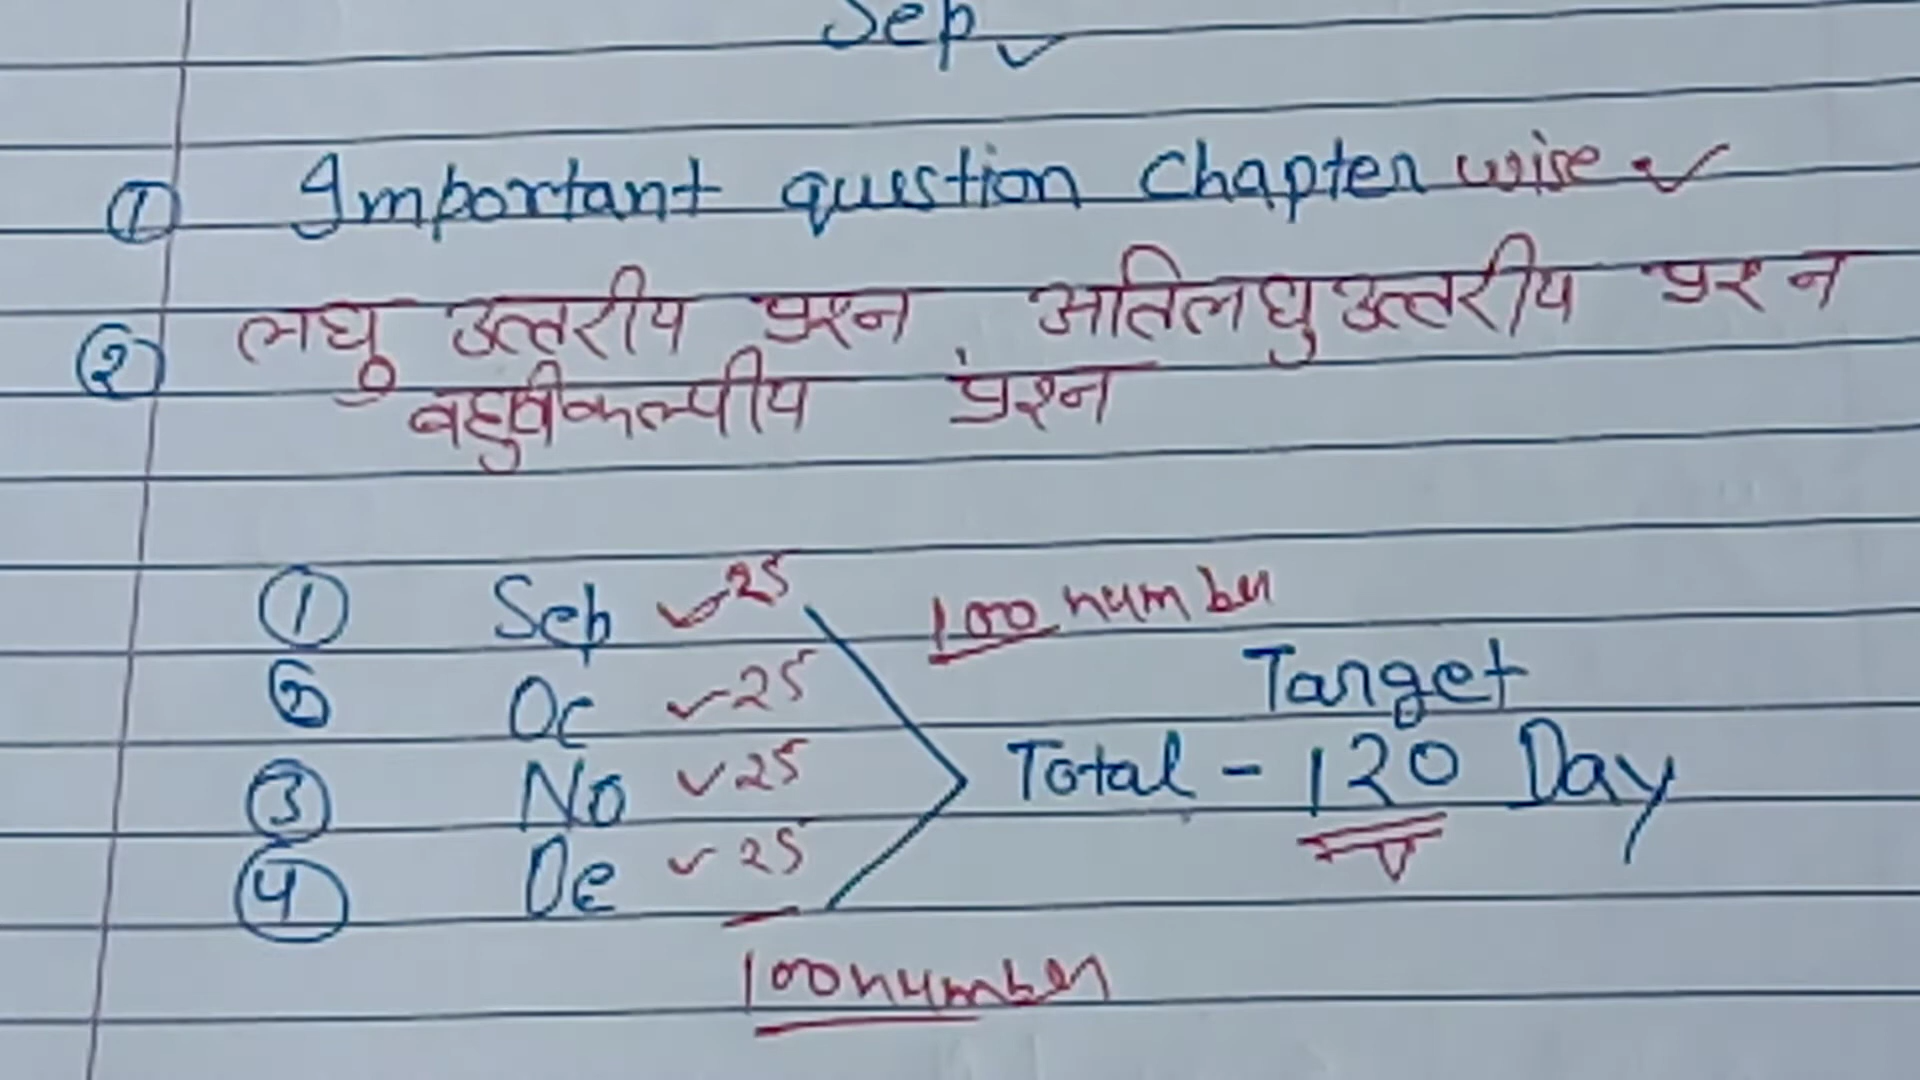 Sep
① Important question chapter wise.
② लघु उत्तरीय प्रश्न, अतिलघु उत्तरीय प्रश्न
बहुवीकल्पीय प्रश्न
① Sep 25 100 number
② Oc 25 Target
③ No 25 Total - 120 Day
④ De 25
100 number